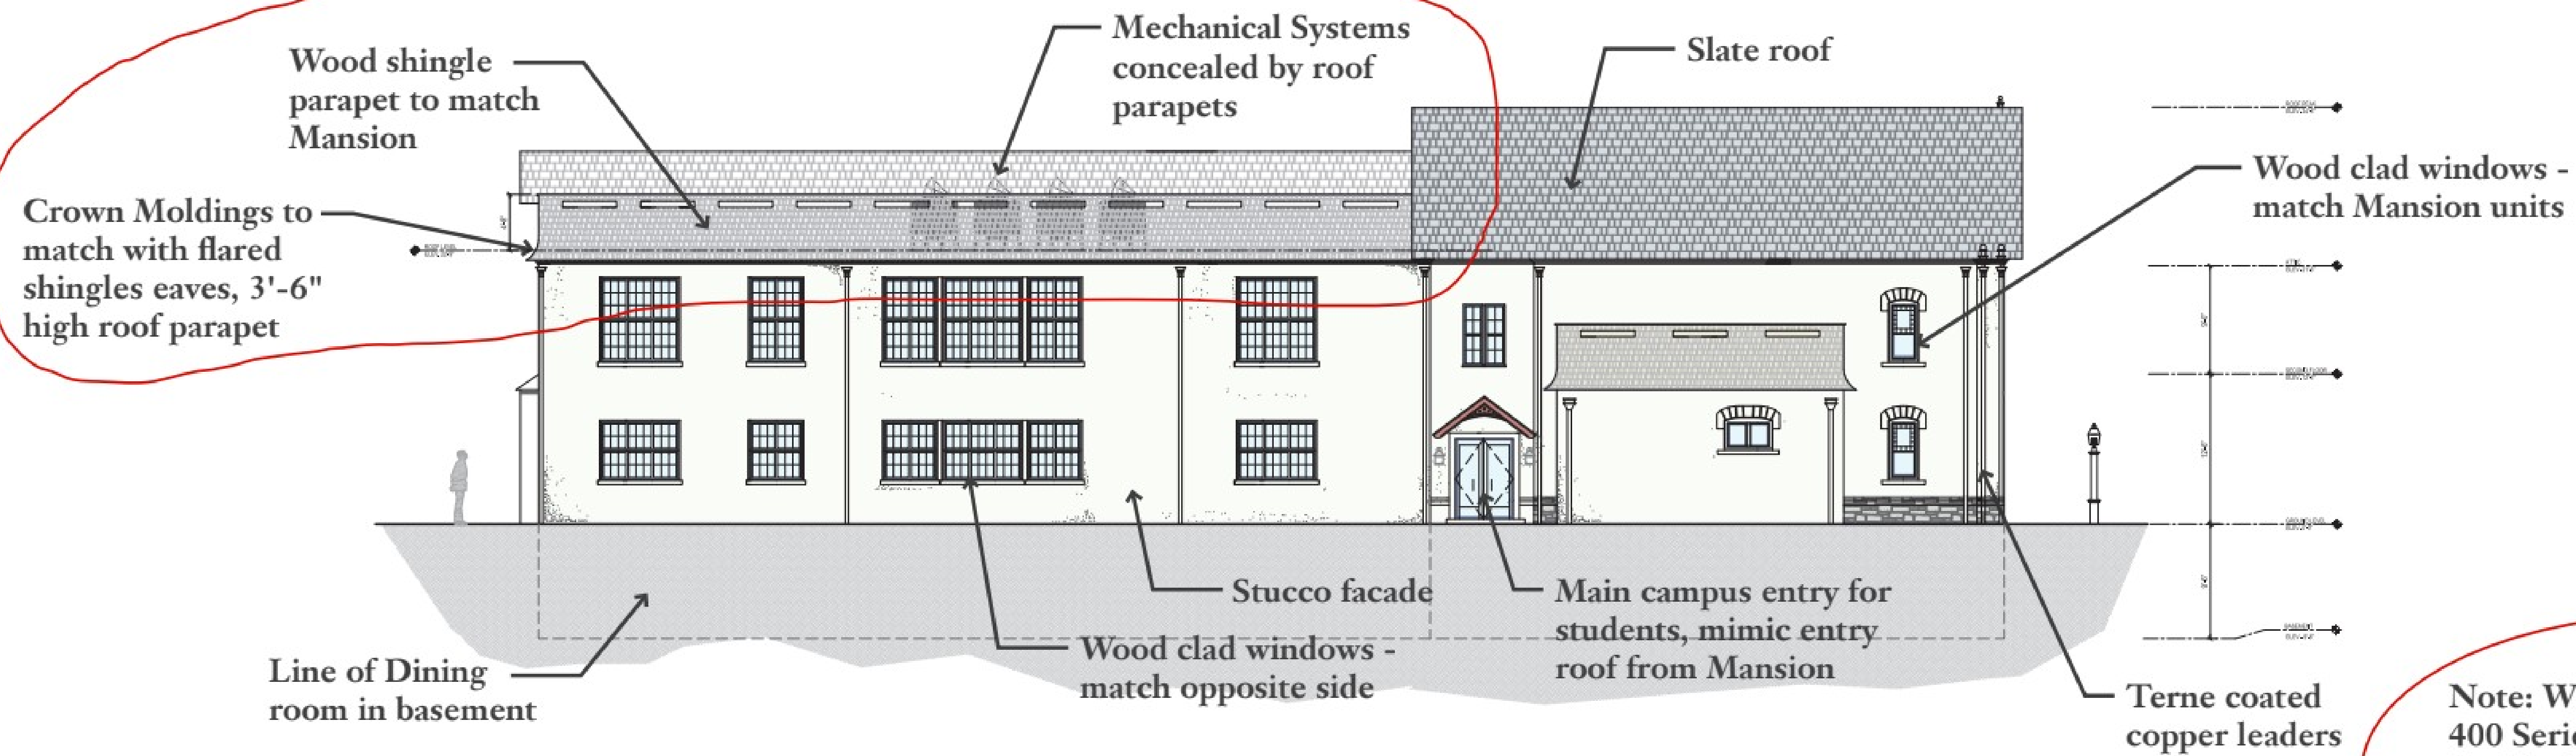 Wood shingle
parapet to match
Mansion
Mechanical Systems
concealed by roof
parapets
Slate roof
Wood clad windows -
match Mansion units
Crown Moldings to
match with flared
shingles eaves, 3'-6"
high roof parapet
Stucco facade
Wood clad windows -
match opposite side
Main campus entry for
students, mimic entry
roof from Mansion
Line of Dining
room in basement
Terne coated
copper leaders
Note: W
400 Serie